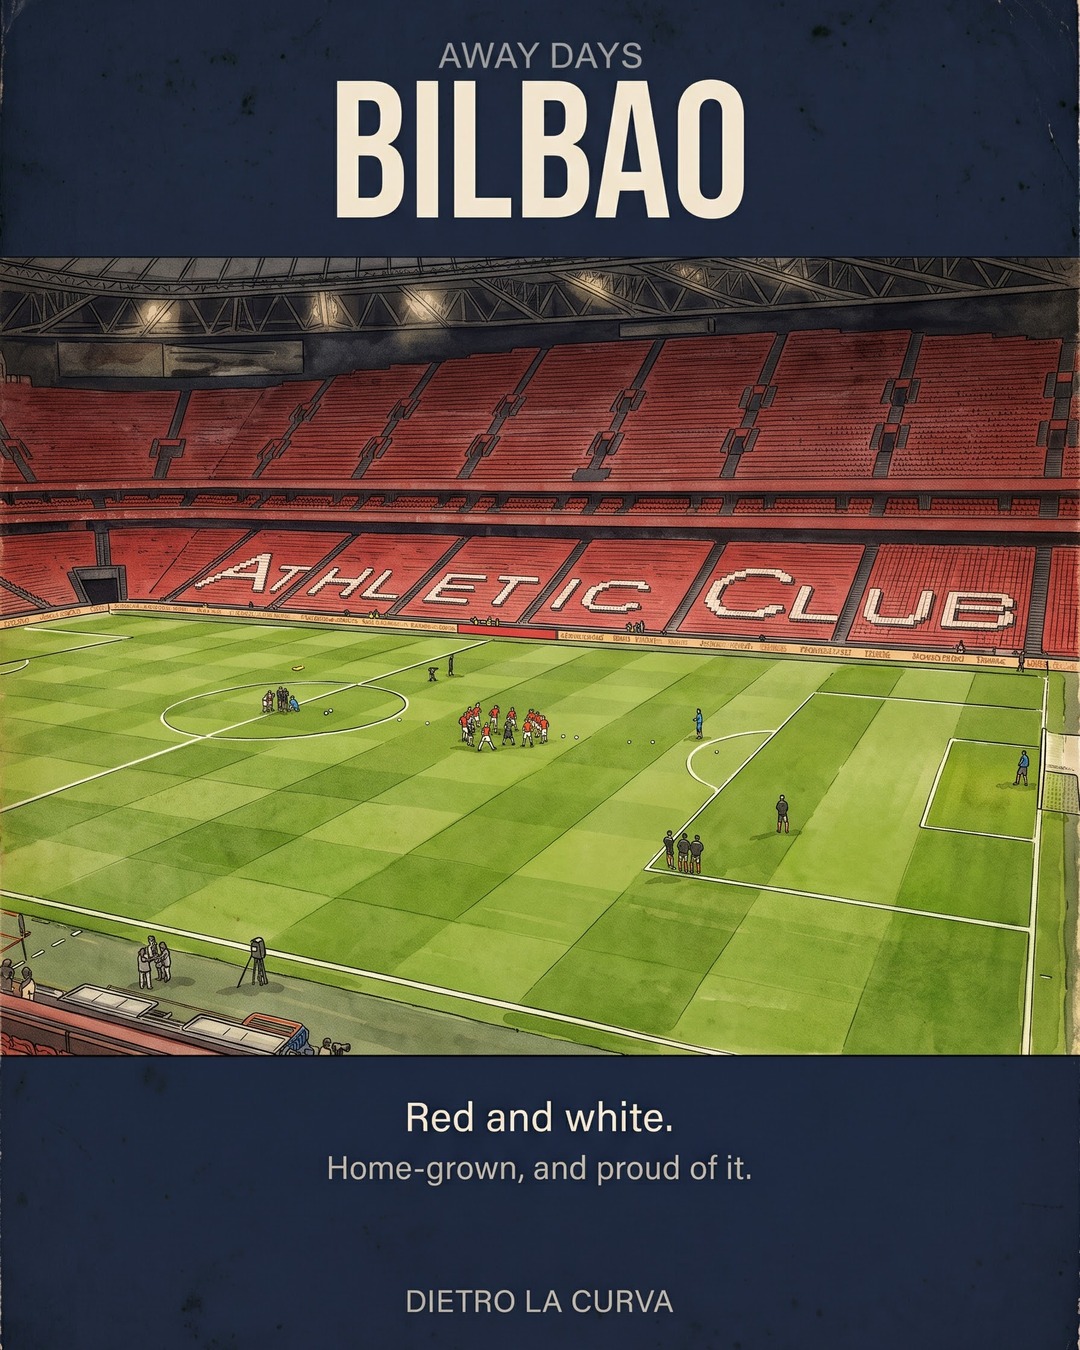 AWAY DAYS
BILBAO
ATHLETIC CLUB
Red and white.
Home-grown, and proud of it.
DIETRO LA CURVA